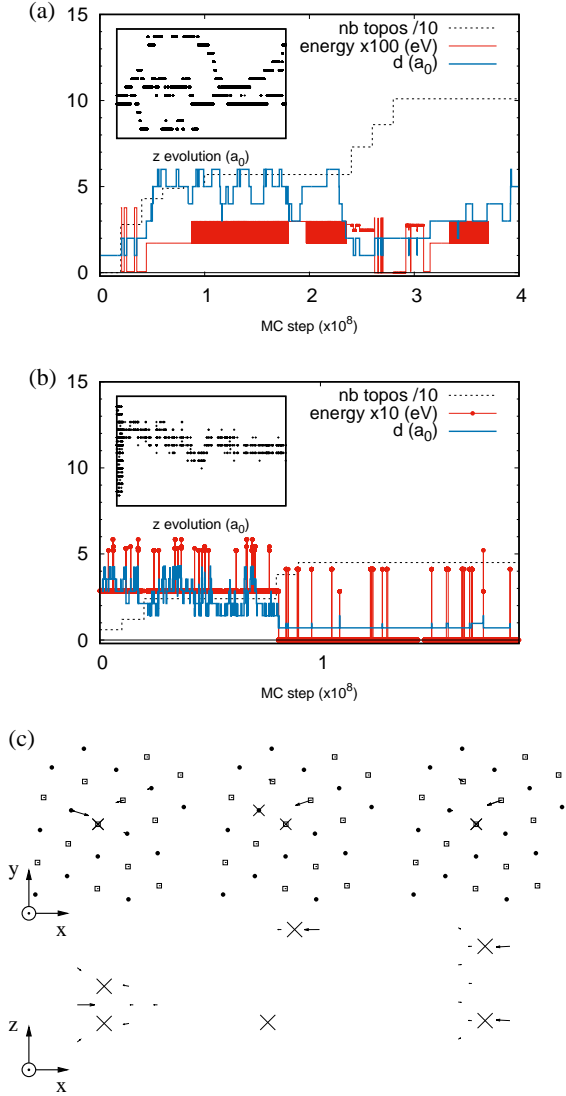 (a)
nb topos /10
energy x100 (eV)
d (a0)
15
10
5
0
z evolution (a0)
0
1
2
3
4
MC step (x10^8)
(b)
nb topos /10
energy x10 (eV)
d (a0)
15
10
5
0
z evolution (a0)
0
1
MC step (x10^8)
(c)
y
x
z
x